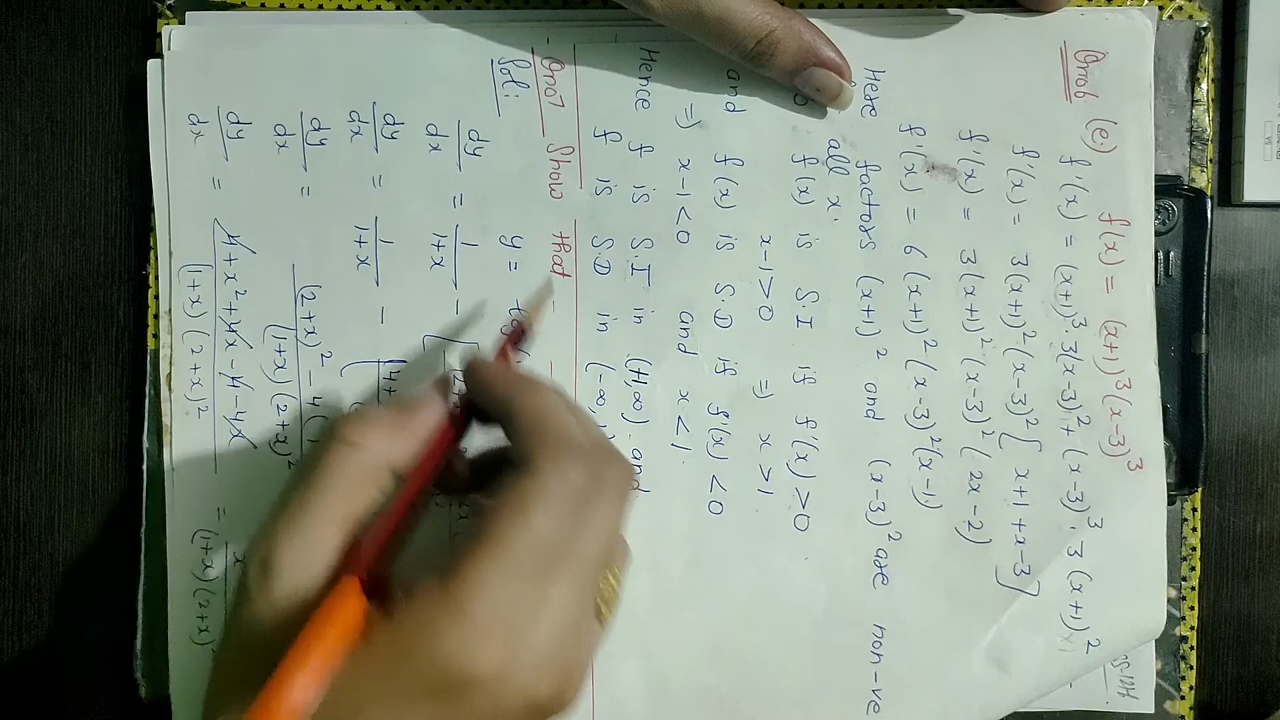 Qno6 (e.) f(x) = (x+1)³(x-3)³
f'(x) = (x+1)³. 3(x-3)² + (x-3)³. 3(x+1)²
f'(x) = 3(x+1)²(x-3)² [x+1+x-3]
f'(x) = 3(x+1)²(x-3)²(2x-2)
f'(x) = 6(x+1)²(x-3)²(x-1)
Here factors (x+1)² and (x-3)² are non-ve
all x.
f(x) is S.I if f'(x) > 0.
x-1 > 0 ⇒ x > 1.
and f(x) is S.D if f'(x) < 0
⇒ x-1 < 0 and x < 1.
Hence f is S.I in (1,∞). and
f is S.D in (-∞,
Qno7 Show that -
Sol: y =
dy/dx = 1/1+x -
dy/dx = 1/1+x -
dy/dx = (2+x)² - 4(1 / (1+x)(2+x)²
dy/dx = 4+x²+4x-4-4x / (1+x)(2+x)² = x / (1+x)(2+x)